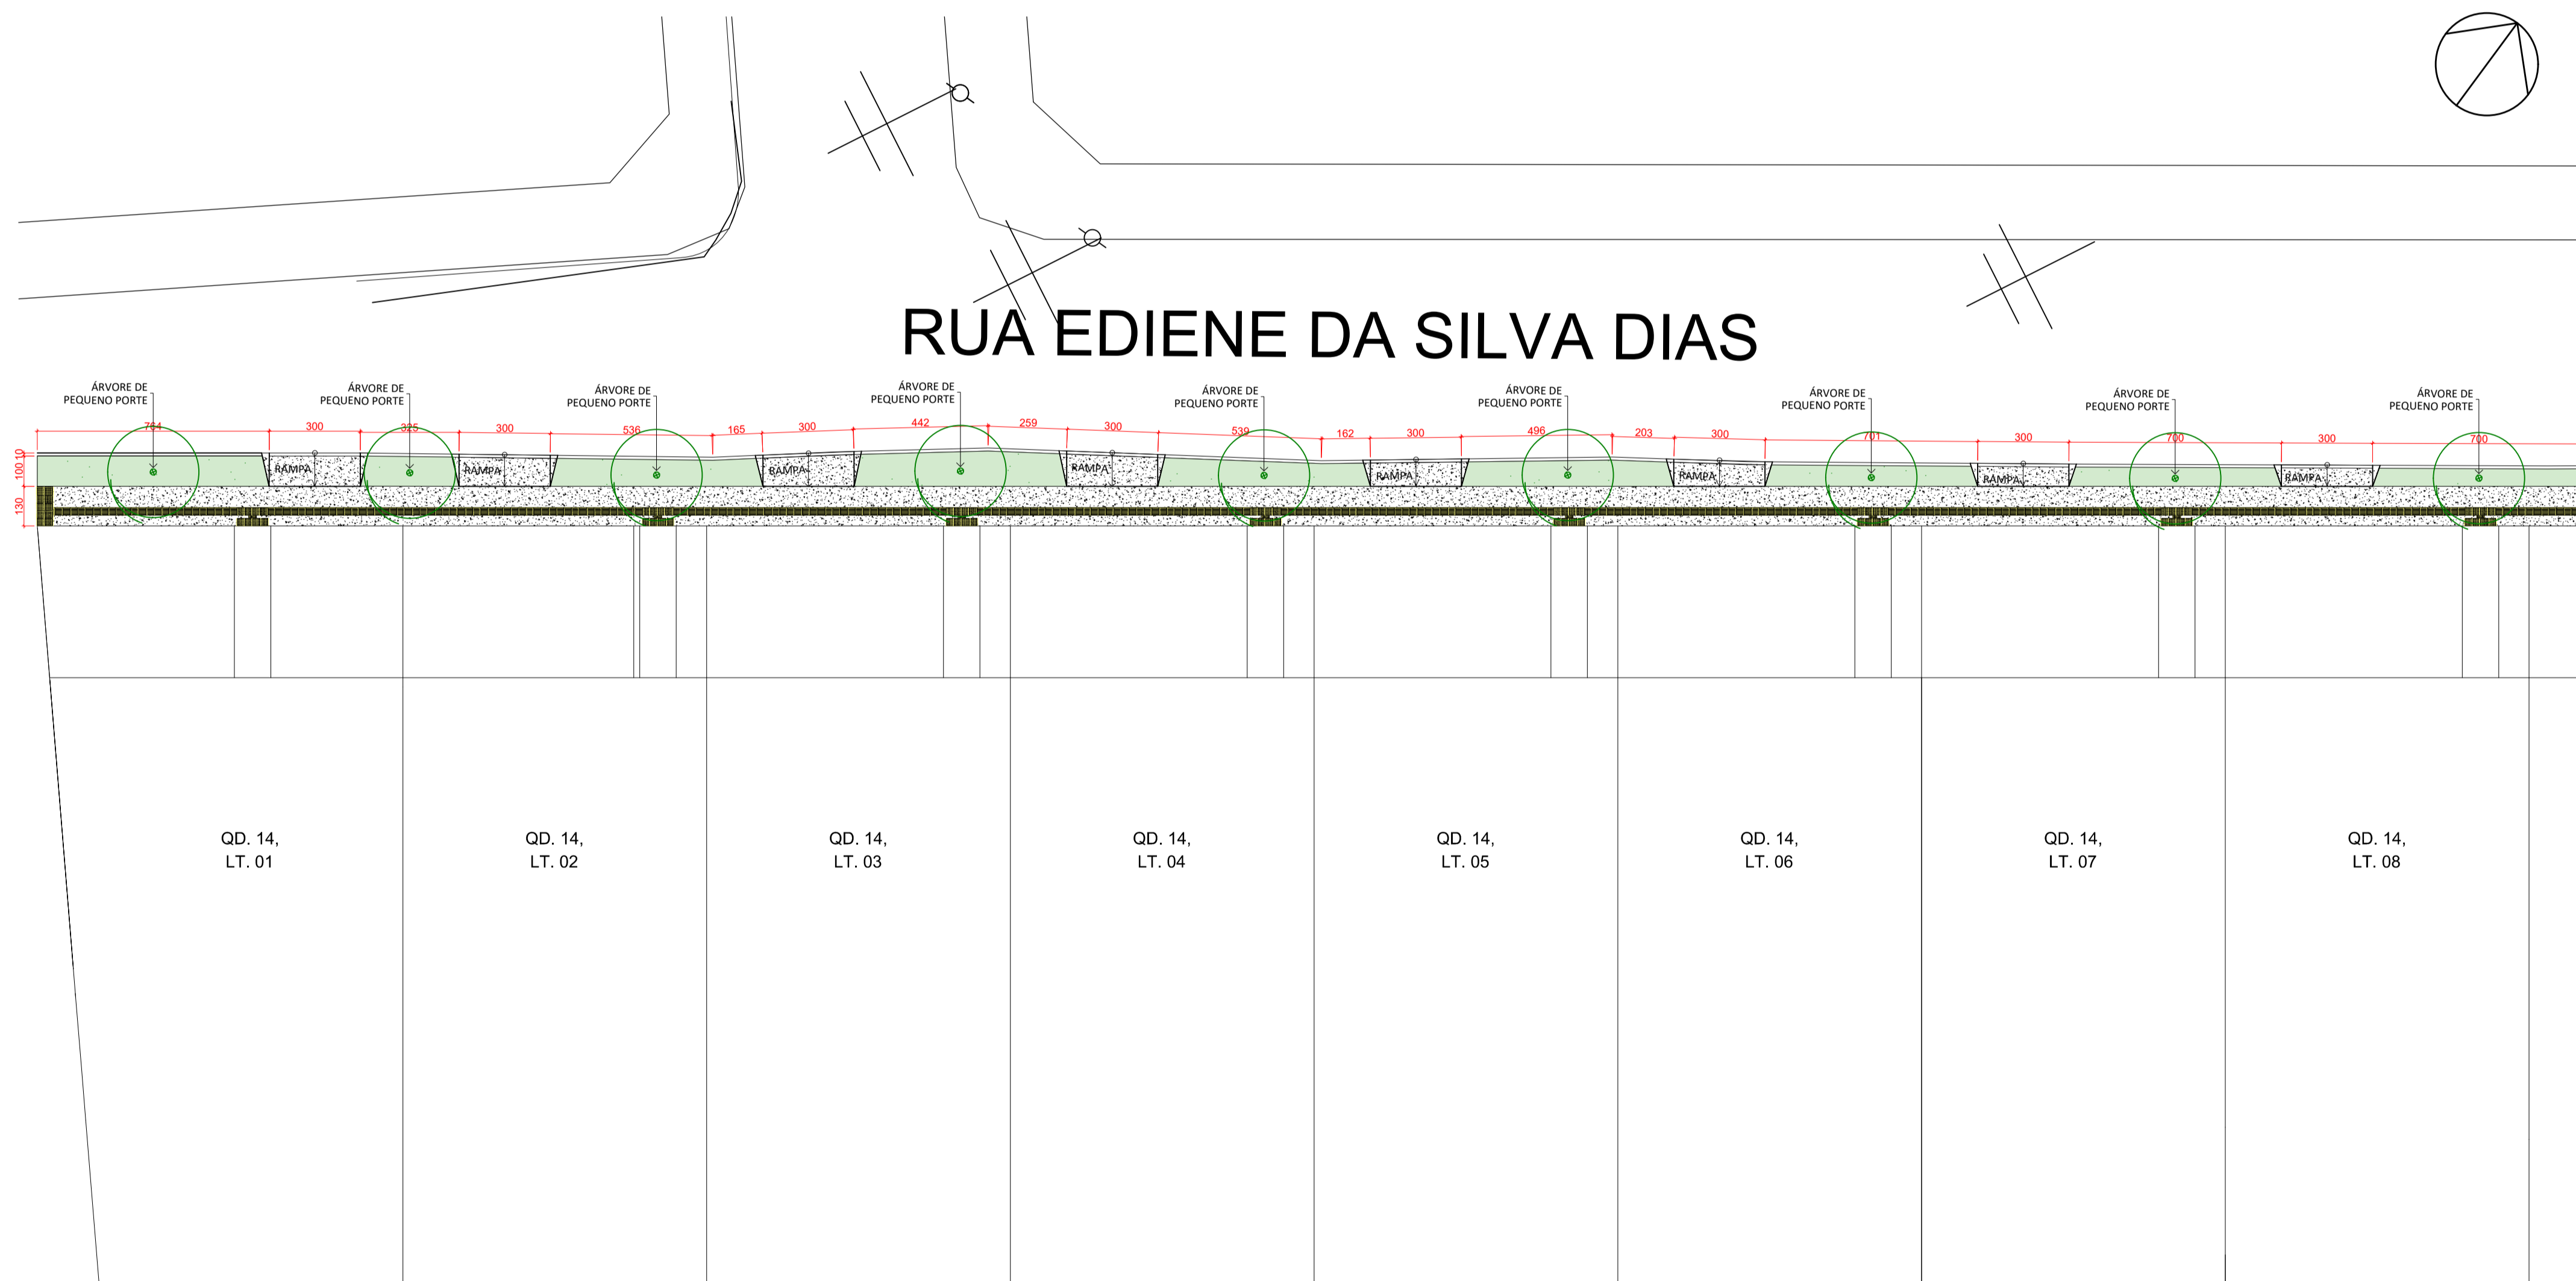 RUA EDIENE DA SILVA DIAS
ÁRVORE DE
PEQUENO PORTE
ÁRVORE DE
PEQUENO PORTE
ÁRVORE DE
PEQUENO PORTE
ÁRVORE DE
PEQUENO PORTE
ÁRVORE DE
PEQUENO PORTE
ÁRVORE DE
PEQUENO PORTE
ÁRVORE DE
PEQUENO PORTE
ÁRVORE DE
PEQUENO PORTE
ÁRVORE DE
PEQUENO PORTE
764 300 325 300 536 165 300 442 259 300 539 162 300 496 203 300 701 300 700 300 700
10
100
130
RAMPA RAMPA RAMPA RAMPA RAMPA RAMPA RAMPA RAMPA
QD. 14,
LT. 01
QD. 14,
LT. 02
QD. 14,
LT. 03
QD. 14,
LT. 04
QD. 14,
LT. 05
QD. 14,
LT. 06
QD. 14,
LT. 07
QD. 14,
LT. 08